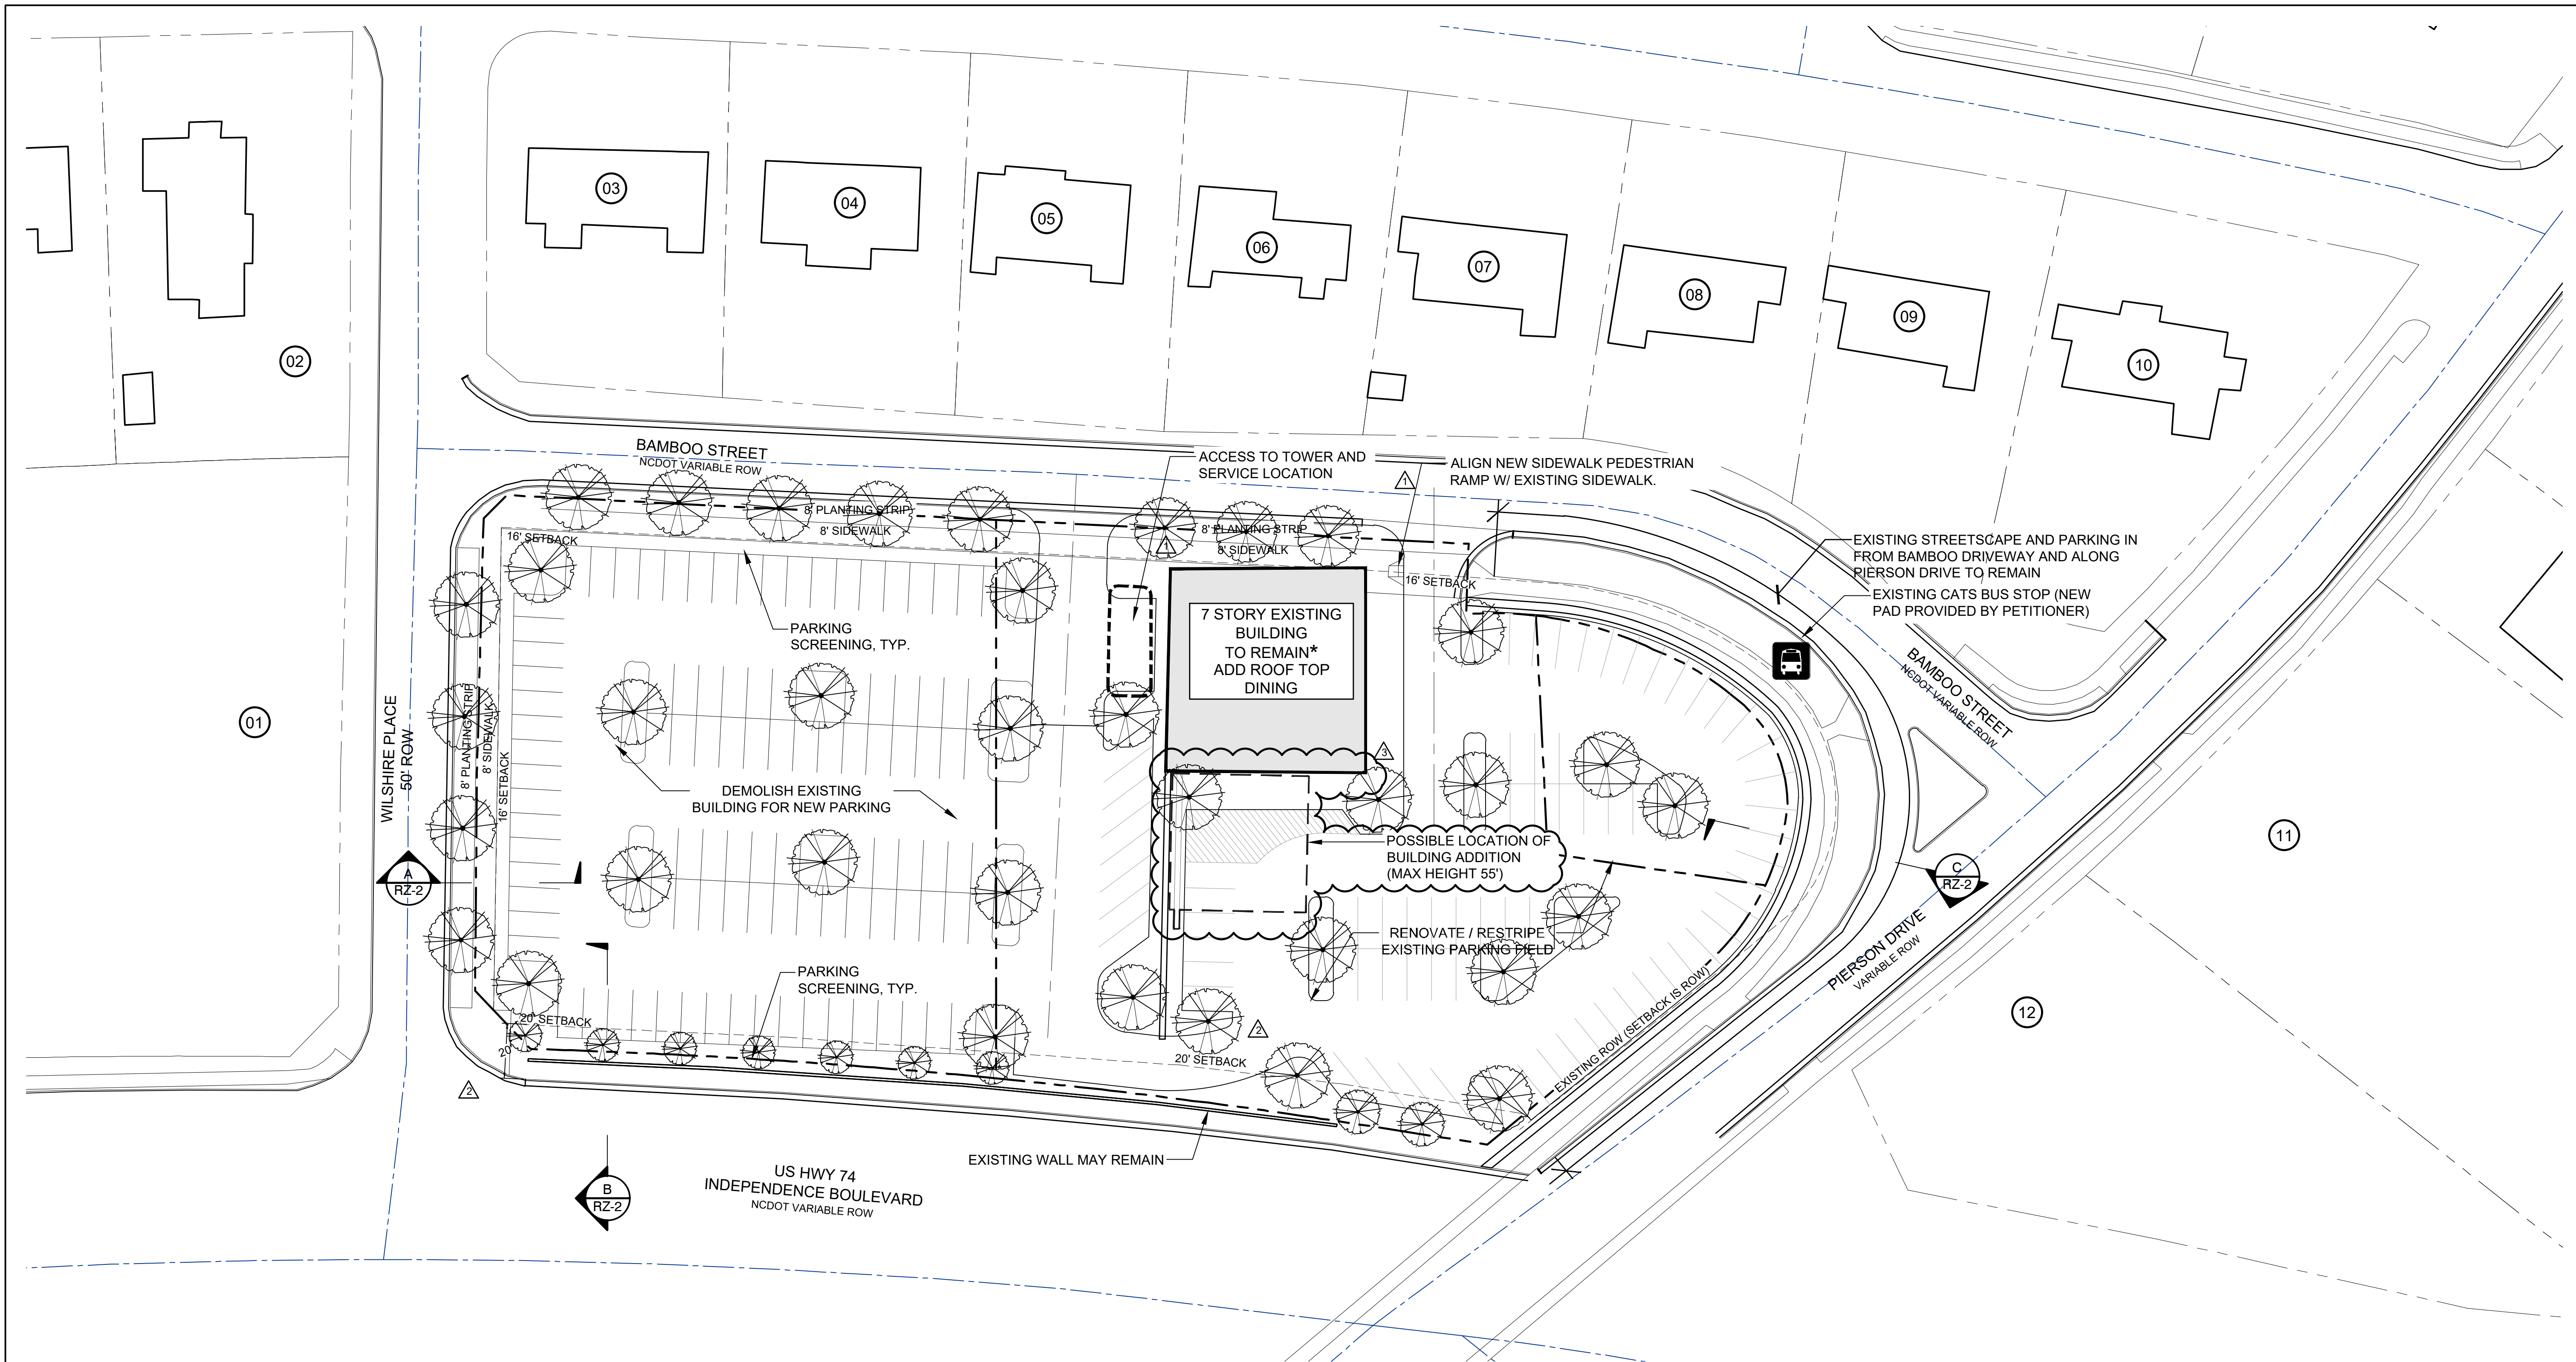 03
04
05
06
07
08
09
10
02
01
11
12
BAMBOO STREET
NCDOT VARIABLE ROW
ACCESS TO TOWER AND
SERVICE LOCATION
1
ALIGN NEW SIDEWALK PEDESTRIAN
RAMP W/ EXISTING SIDEWALK.
8' PLANTING STRIP
8' SIDEWALK
8' PLANTING STRIP
8' SIDEWALK
1
16' SETBACK
16' SETBACK
EXISTING STREETSCAPE AND PARKING IN
FROM BAMBOO DRIVEWAY AND ALONG
PIERSON DRIVE TO REMAIN
EXISTING CATS BUS STOP (NEW
PAD PROVIDED BY PETITIONER)
7 STORY EXISTING
BUILDING
TO REMAIN*
ADD ROOF TOP
DINING
PARKING
SCREENING, TYP.
BAMBOO STREET
NCDOT VARIABLE ROW
WILSHIRE PLACE
50' ROW
8' PLANTING STRIP
8' SIDEWALK
16' SETBACK
3
DEMOLISH EXISTING
BUILDING FOR NEW PARKING
POSSIBLE LOCATION OF
BUILDING ADDITION
(MAX HEIGHT 55')
A
RZ-2
C
RZ-2
RENOVATE / RESTRIPE
EXISTING PARKING FIELD
PIERSON DRIVE
VARIABLE ROW
PARKING
SCREENING, TYP.
EXISTING ROW (SETBACK IS ROW)
20' SETBACK
20'
2
20' SETBACK
2
EXISTING WALL MAY REMAIN
US HWY 74
INDEPENDENCE BOULEVARD
NCDOT VARIABLE ROW
B
RZ-2